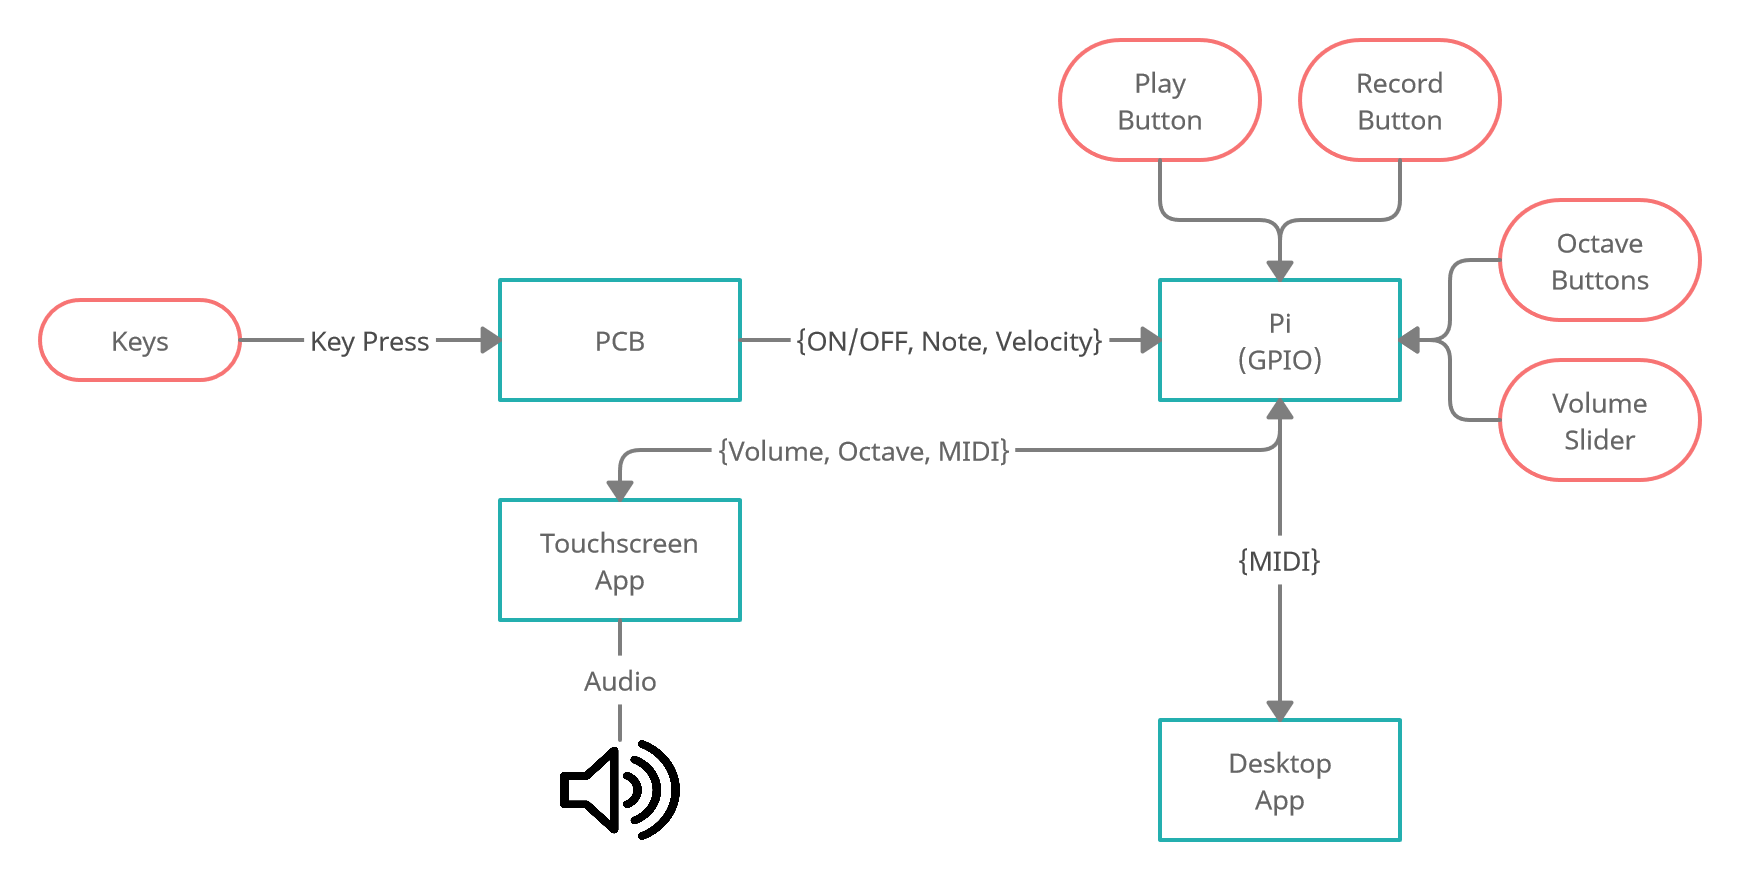 Play
Button
Record
Button
Octave
Buttons
Keys
Key Press
PCB
{ON/OFF, Note, Velocity}
Pi
(GPIO)
Volume
Slider
{Volume, Octave, MIDI}
Touchscreen
App
{MIDI}
Audio
Desktop
App